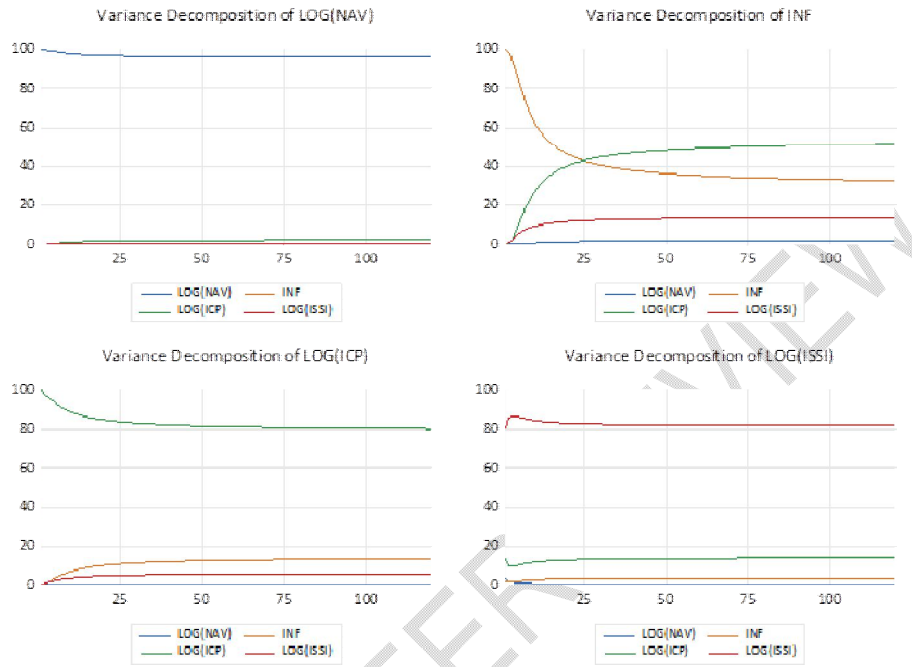 Variance Decomposition of LOG(NAV)
100
80
60
40
20
0
25 50 75 100
LOG(NAV) INF
LOG(ICP) LOG(ISSI)
Variance Decomposition of INF
100
80
60
40
20
0
25 50 75 100
LOG(NAV) INF
LOG(ICP) LOG(ISSI)
Variance Decomposition of LOG(ICP)
100
80
60
40
20
0
25 50 75 100
LOG(NAV) INF
LOG(ICP) LOG(ISSI)
Variance Decomposition of LOG(ISSI)
100
80
60
40
20
0
25 50 75 100
LOG(NAV) INF
LOG(ICP) LOG(ISSI)